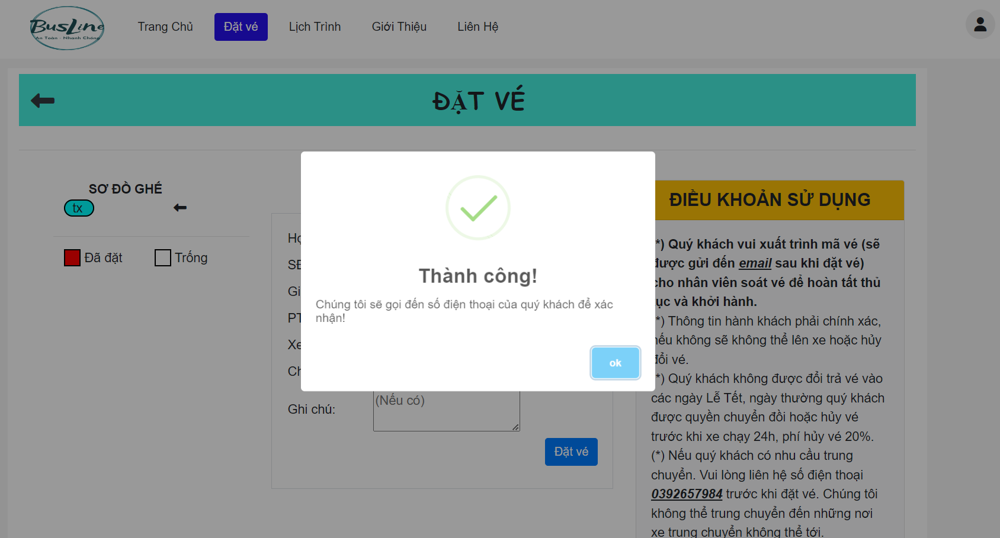 BusLine
An Toàn - Nhanh Chóng
Trang Chủ
Đặt vé
Lịch Trình
Giới Thiệu
Liên Hệ
ĐẶT VÉ
SƠ ĐỒ GHẾ
tx
Đã đặt
Trống
Ghi chú:
(Nếu có)
Đặt vé
Thành công!
Chúng tôi sẽ gọi đến số điện thoại của quý khách để xác
nhận!
ok
ĐIỀU KHOẢN SỬ DỤNG
*) Quý khách vui xuất trình mã vé (sẽ
được gửi đến email sau khi đặt vé)
cho nhân viên soát vé để hoàn tất thủ
tục và khởi hành.
*) Thông tin hành khách phải chính xác,
nếu không sẽ không thể lên xe hoặc hủy
đổi vé.
*) Quý khách không được đổi trả vé vào
các ngày Lễ Tết, ngày thường quý khách
được quyền chuyển đồi hoặc hủy vé
trước khi xe chạy 24h, phí hủy vé 20%.
(*) Nếu quý khách có nhu cầu trung
chuyển. Vui lòng liên hệ số điện thoại
0392657984 trước khi đặt vé. Chúng tôi
không thể trung chuyển đến những nơi
xe trung chuyển không thể tới.